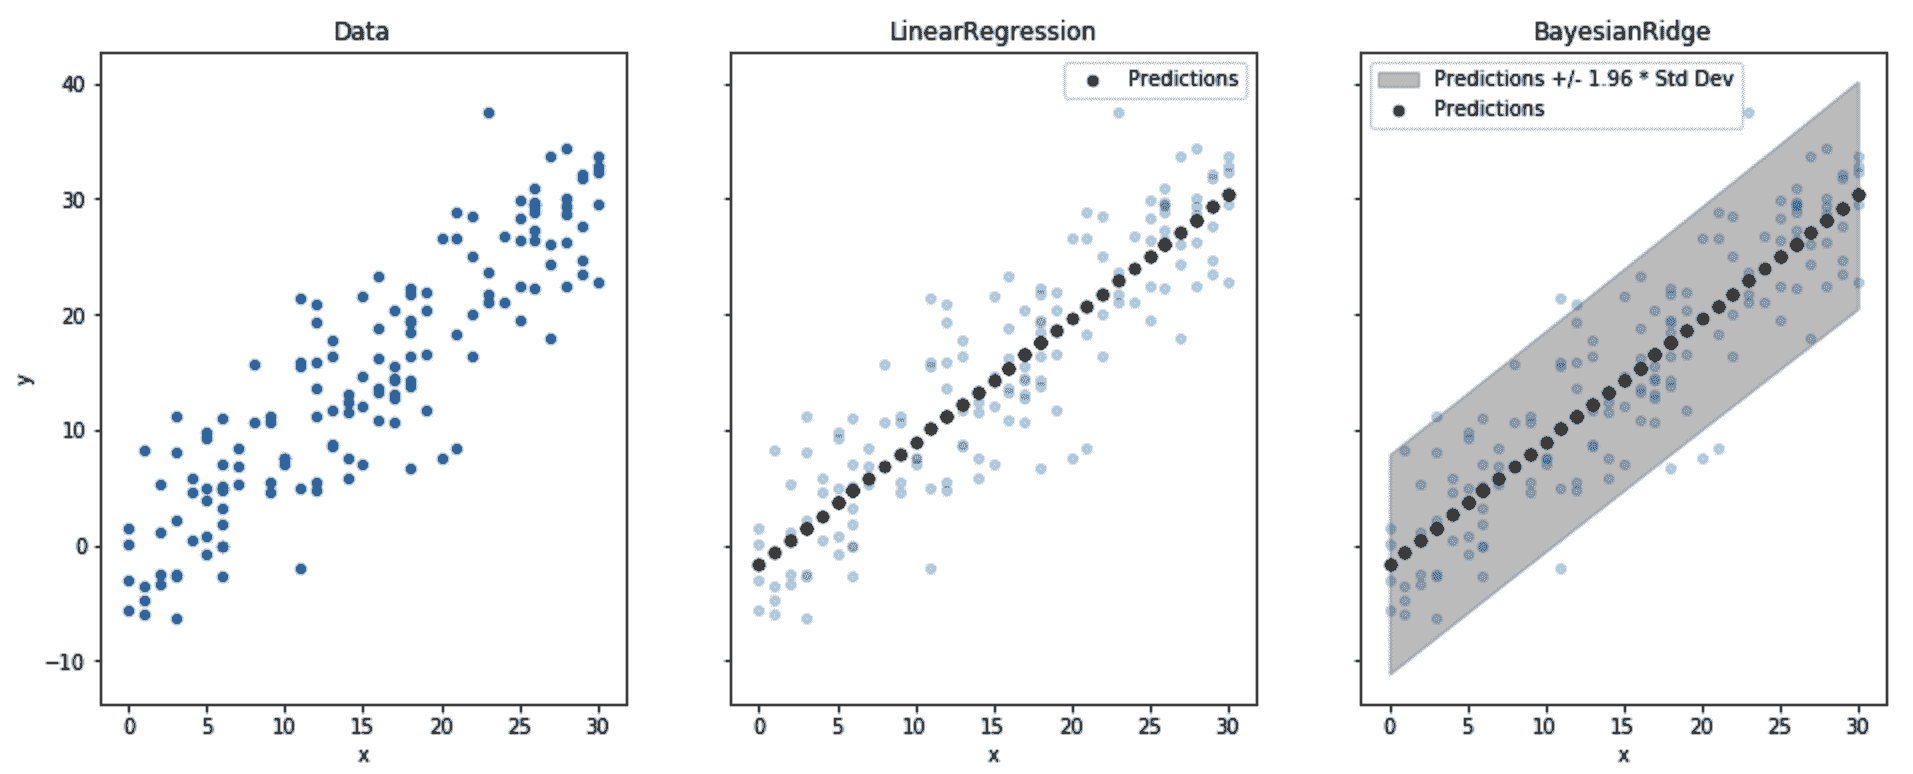 Data
40
30
20
10
0
−10
y
0 5 10 15 20 25 30
x
LinearRegression
Predictions
0 5 10 15 20 25 30
x
BayesianRidge
Predictions +/- 1.96 * Std Dev
Predictions
0 5 10 15 20 25 30
x